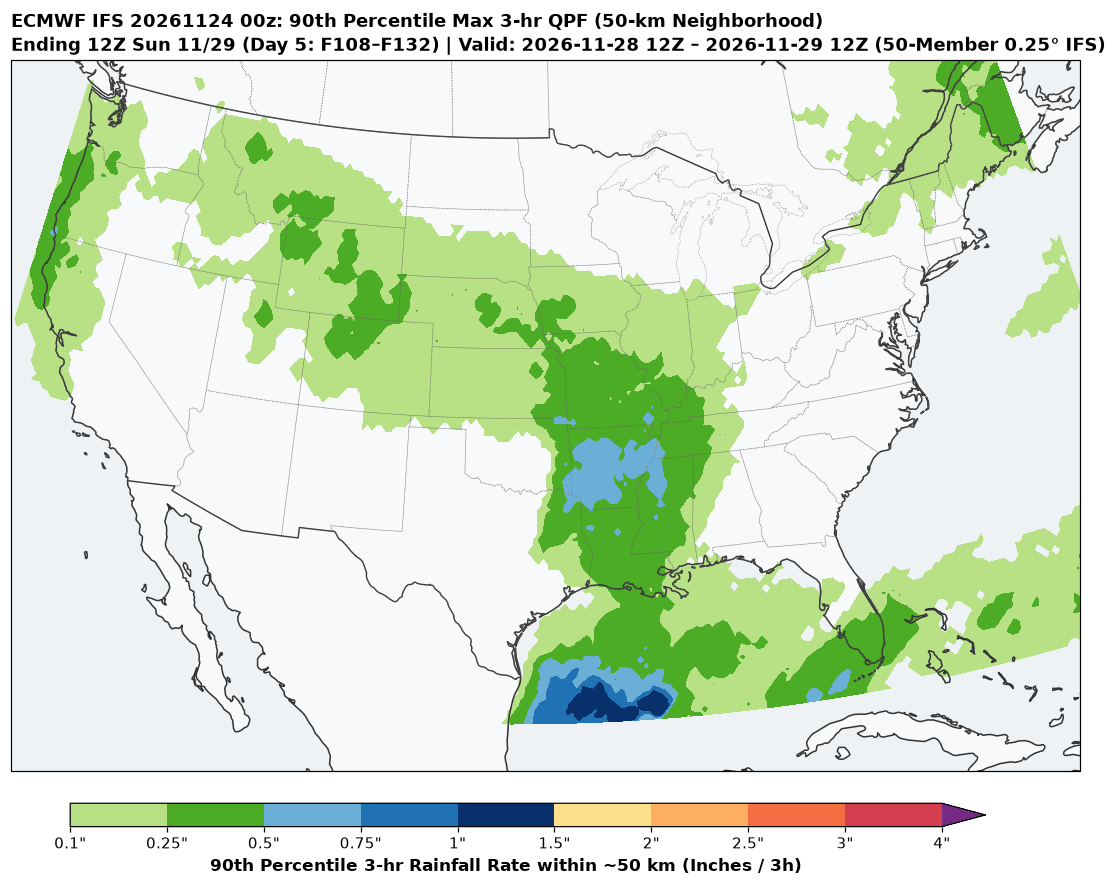 ECMWF IFS 20261124 00z: 90th Percentile Max 3-hr QPF (50-km Neighborhood)
Ending 12Z Sun 11/29 (Day 5: F108–F132) | Valid: 2026-11-28 12Z – 2026-11-29 12Z (50-Member 0.25° IFS)
0.1" 0.25" 0.5" 0.75" 1" 1.5" 2" 2.5" 3" 4"
90th Percentile 3-hr Rainfall Rate within ~50 km (Inches / 3h)